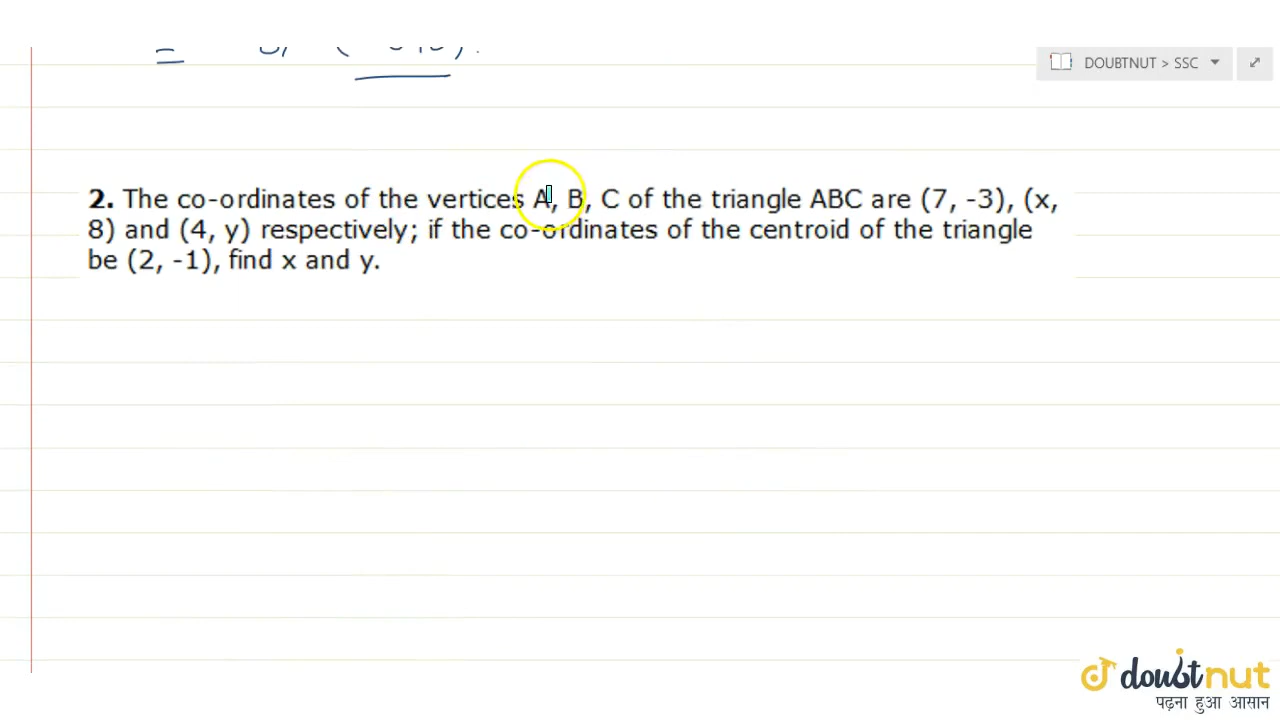 DOUBTNUT > SSC
2. The co-ordinates of the vertices A, B, C of the triangle ABC are (7, -3), (x,
8) and (4, y) respectively; if the co-ordinates of the centroid of the triangle
be (2, -1), find x and y.
doubtnut
पढ़ना हुआ आसान